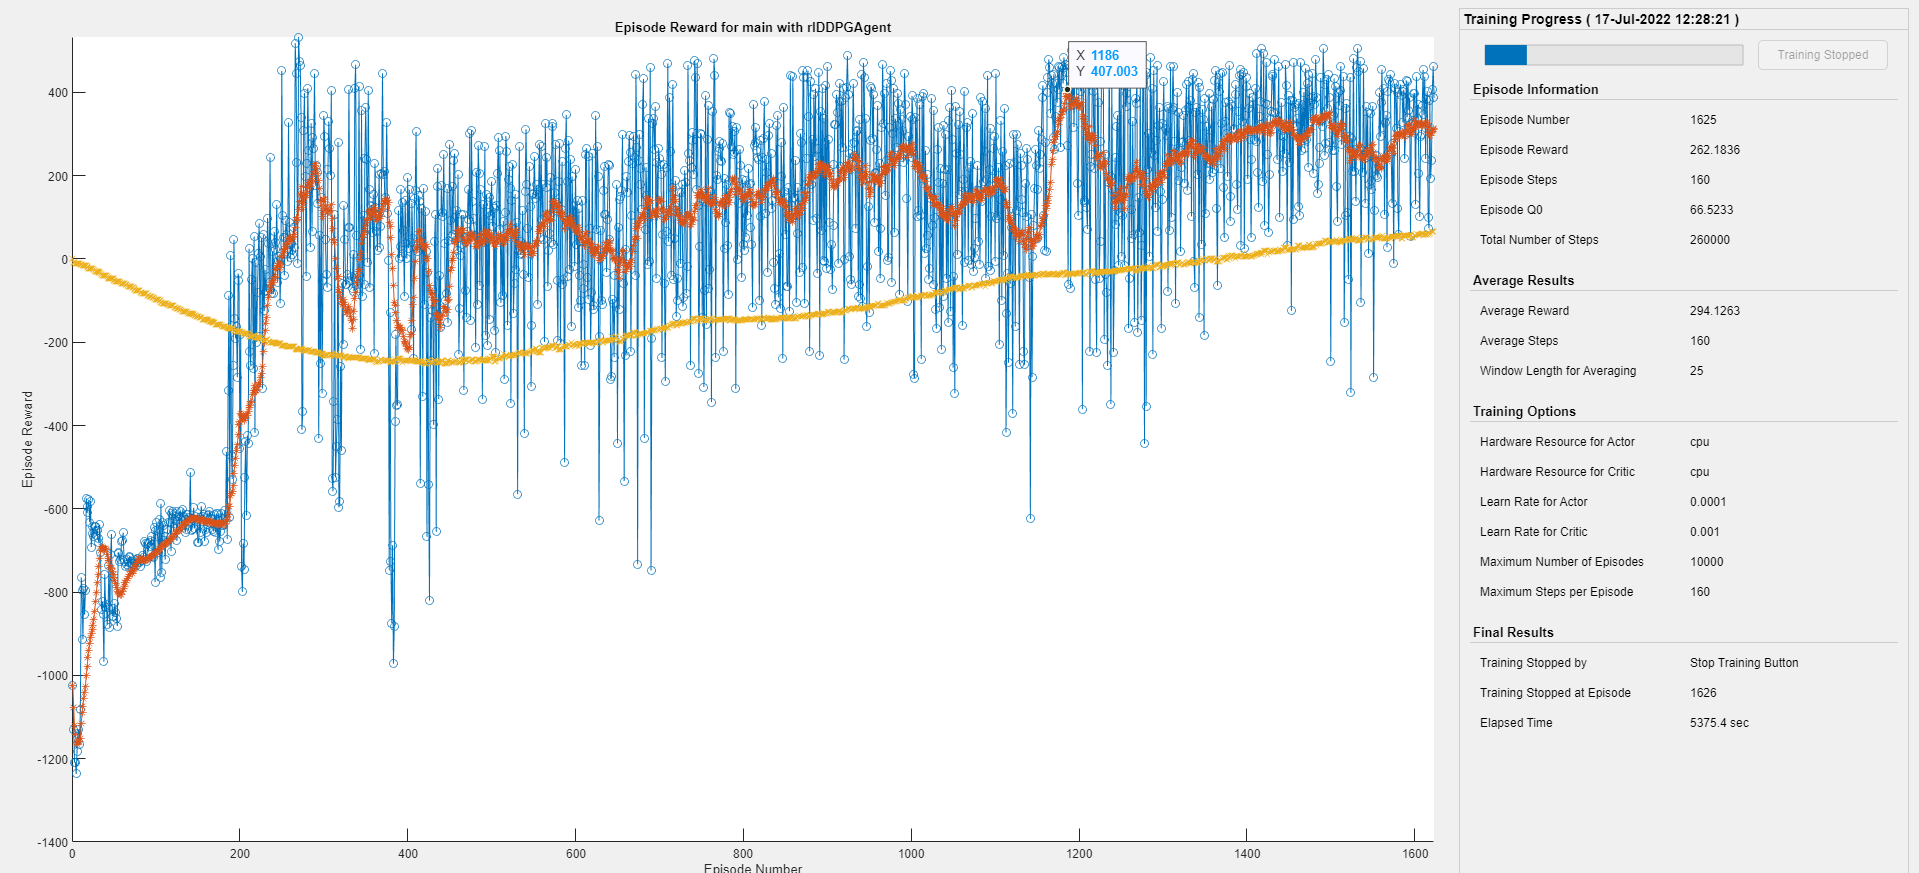 Episode Reward for main with rlDDPGAgent
X 1186
Y 407.003
400
200
0
-200
-400
-600
-800
-1000
-1200
-1400
Episode Reward
0 200 400 600 800 1000 1200 1400 1600
Episode Number
Training Progress ( 17-Jul-2022 12:28:21 )
Training Stopped
Episode Information
Episode Number 1625
Episode Reward 262.1836
Episode Steps 160
Episode Q0 66.5233
Total Number of Steps 260000
Average Results
Average Reward 294.1263
Average Steps 160
Window Length for Averaging 25
Training Options
Hardware Resource for Actor cpu
Hardware Resource for Critic cpu
Learn Rate for Actor 0.0001
Learn Rate for Critic 0.001
Maximum Number of Episodes 10000
Maximum Steps per Episode 160
Final Results
Training Stopped by Stop Training Button
Training Stopped at Episode 1626
Elapsed Time 5375.4 sec